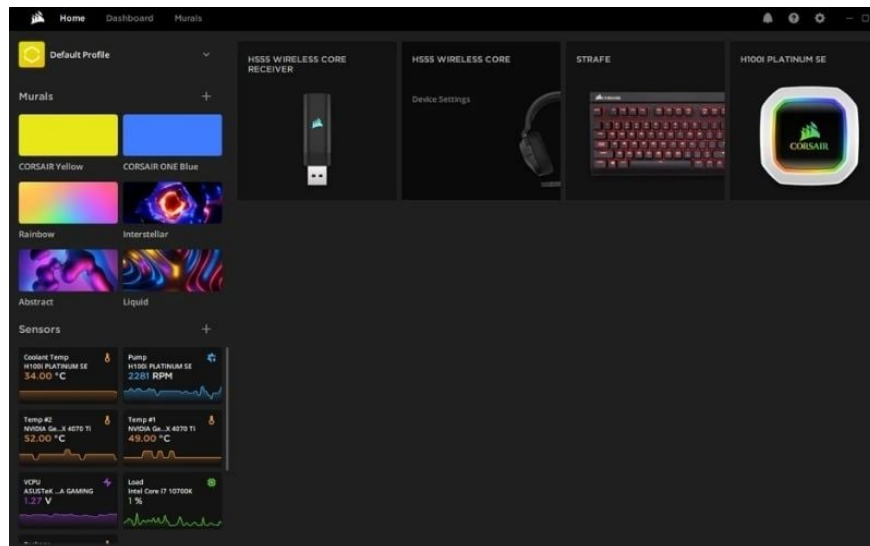 Home Dashboard Murals
Default Profile
Murals
CORSAIR Yellow
CORSAIR ONE Blue
Rainbow
Interstellar
Abstract
Liquid
Sensors
Coolant Temp
H100I PLATINUM SE
34.00 °C
Pump
H100I PLATINUM SE
2281 RPM
Temp #2
NVIDIA Ge...X 4070 Ti
52.00 °C
Temp #1
NVIDIA Ge...X 4070 Ti
49.00 °C
VCPU
ASUSTeK ...A GAMING
1.27 V
Load
Intel Core i7 10700K
1 %
HS55 WIRELESS CORE
RECEIVER
HS55 WIRELESS CORE
Device Settings
STRAFE
H100I PLATINUM SE
CORSAIR